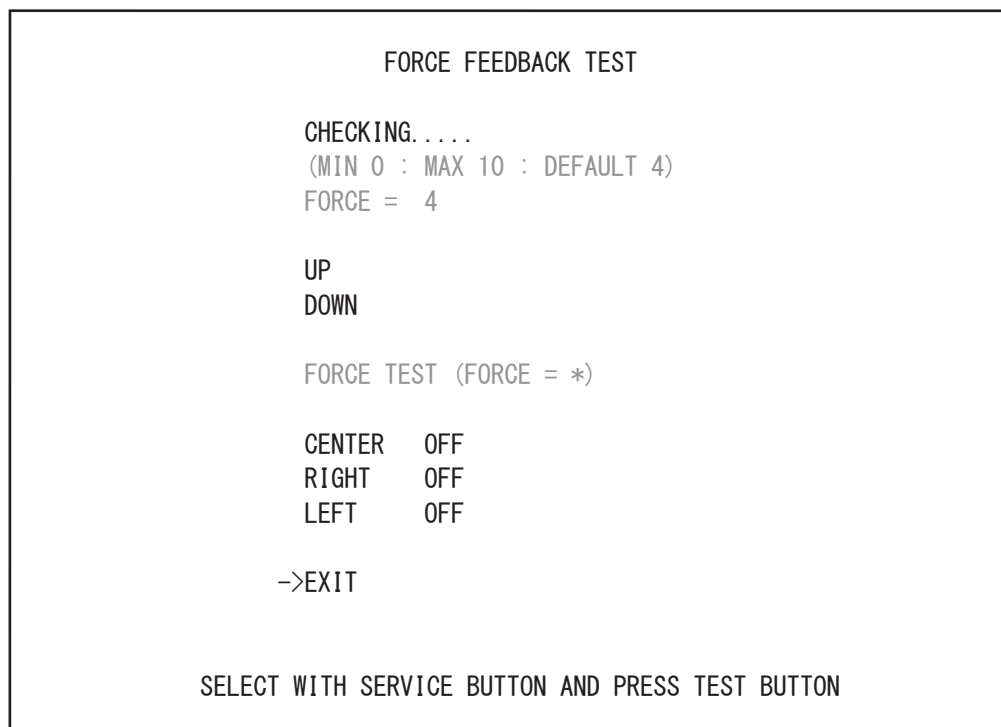 FORCE FEEDBACK TEST
CHECKING.....
(MIN 0 : MAX 10 : DEFAULT 4)
FORCE = 4
UP
DOWN
FORCE TEST (FORCE = *)
CENTER OFF
RIGHT OFF
LEFT OFF
->EXIT
SELECT WITH SERVICE BUTTON AND PRESS TEST BUTTON